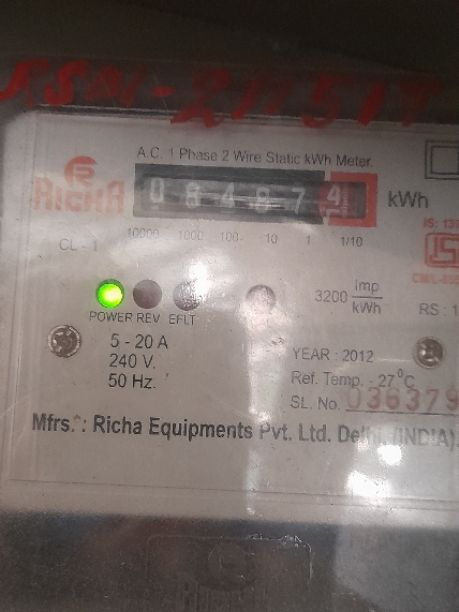 A.C. 1 Phase 2 Wire Static kWh Meter.
RICHA
084874 kWh
10000 1000 100 10 1 1/10
CL - 1
3200 Imp/kWh
POWER REV EFLT
5 - 20 A
240 V.
50 Hz.
YEAR : 2012
Ref. Temp. - 27°C
SL. No. 036379
Mfrs. : Richa Equipments Pvt. Ltd. Delhi. (INDIA).